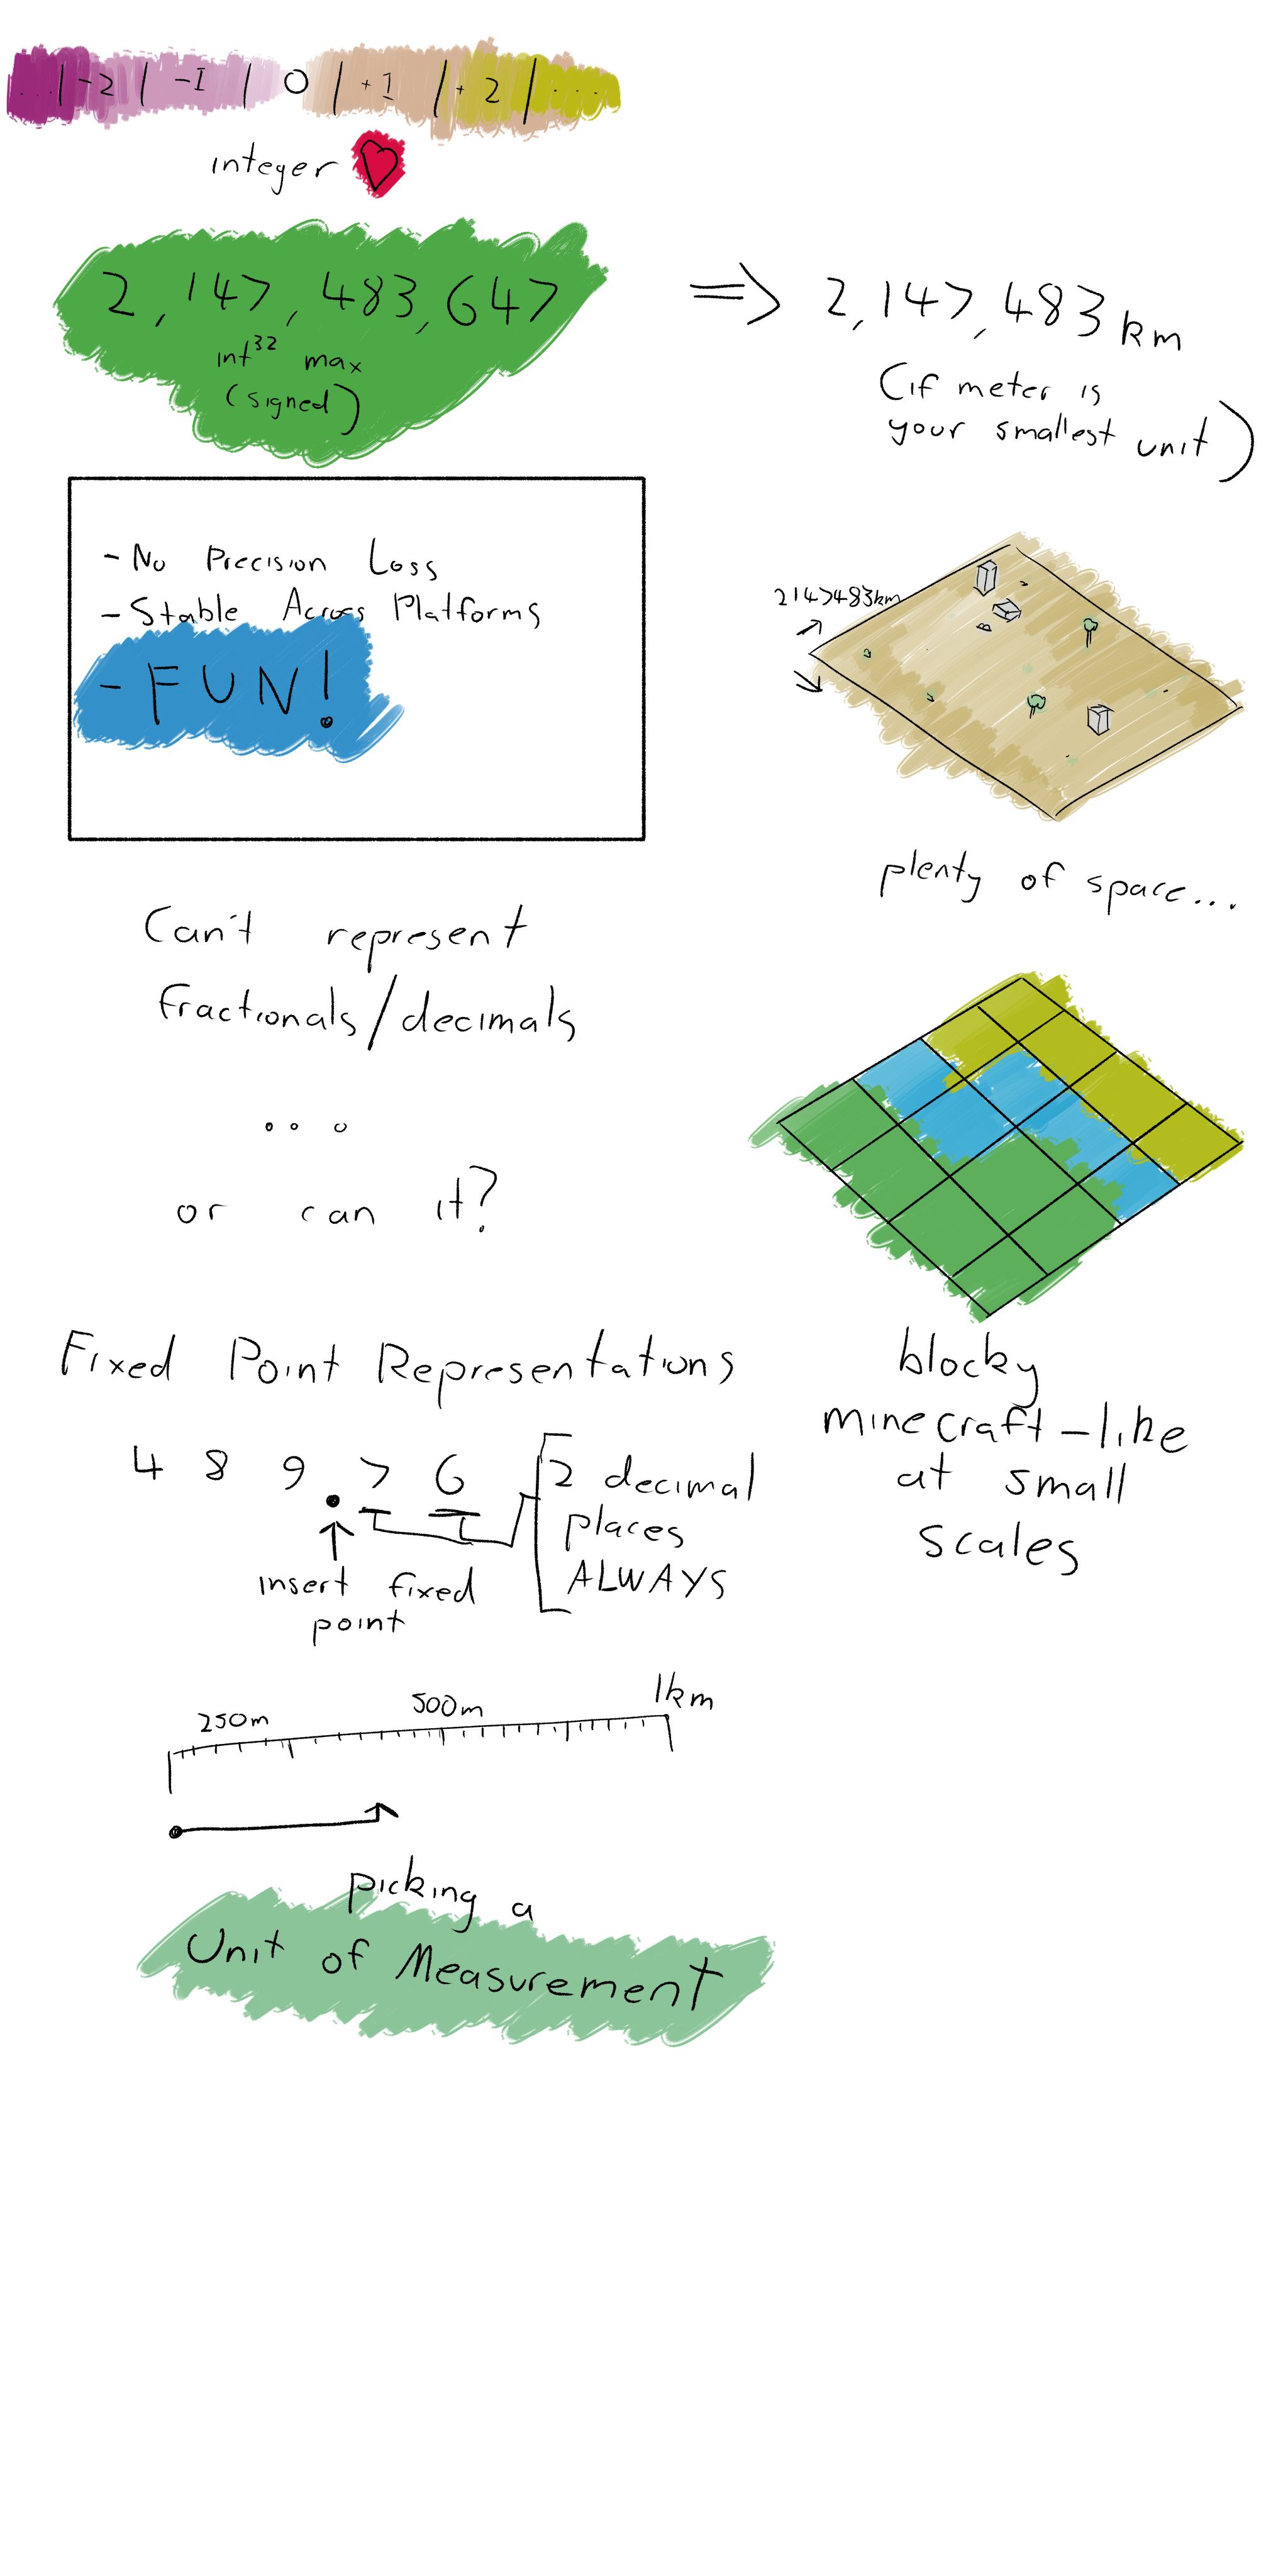 ...|-2|-1|0|+1|+2|...
integer
2,147,483,647
int32 max
(signed)
=> 2,147,483 km
(if meter is
your smallest unit)
- No Precision Loss
- Stable Across Platforms
- FUN!
2147483km
plenty of space...
Can't represent
fractionals/decimals
...
or can it?
blocky
minecraft-like
at small
scales
Fixed Point Representations
4 8 9 . 7 6
2 decimal
places
ALWAYS
insert fixed
point
250m 500m 1km
picking a
Unit of Measurement